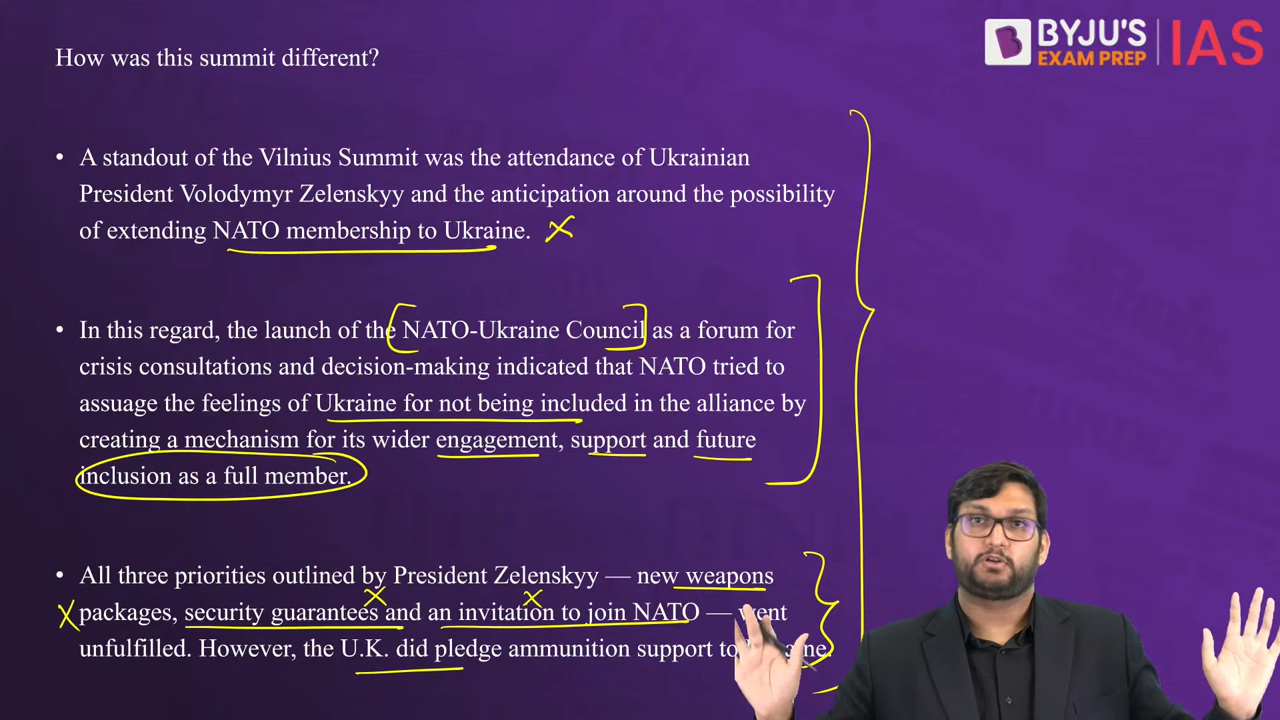 How was this summit different?
BYJU'S
EXAM PREP
IAS
• A standout of the Vilnius Summit was the attendance of Ukrainian
President Volodymyr Zelenskyy and the anticipation around the possibility
of extending NATO membership to Ukraine.
• In this regard, the launch of the NATO-Ukraine Council as a forum for
crisis consultations and decision-making indicated that NATO tried to
assuage the feelings of Ukraine for not being included in the alliance by
creating a mechanism for its wider engagement, support and future
inclusion as a full member.
• All three priorities outlined by President Zelenskyy — new weapons
packages, security guarantees and an invitation to join NATO — went
unfulfilled. However, the U.K. did pledge ammunition support to